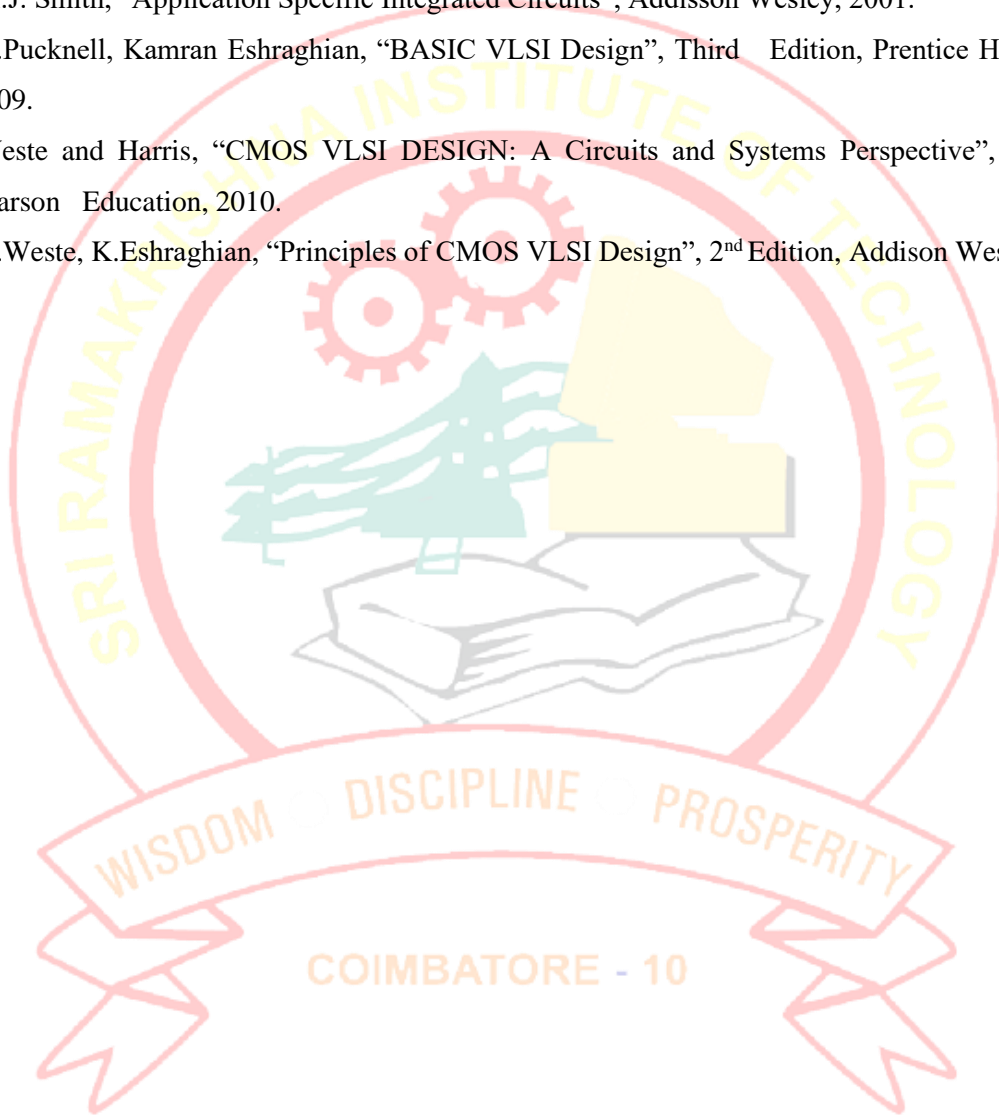 .J. Smith, “Application Specific Integrated Circuits”, Addisson Wesley, 2001.
.Pucknell, Kamran Eshraghian, “BASIC VLSI Design”, Third Edition, Prentice H
09.
este and Harris, “CMOS VLSI DESIGN: A Circuits and Systems Perspective”,
arson Education, 2010.
.Weste, K.Eshraghian, “Principles of CMOS VLSI Design”, 2nd Edition, Addison Wes
SRI RAMAKRISHNA INSTITUTE OF TECHNOLOGY
WISDOM DISCIPLINE PROSPERITY
COIMBATORE - 10